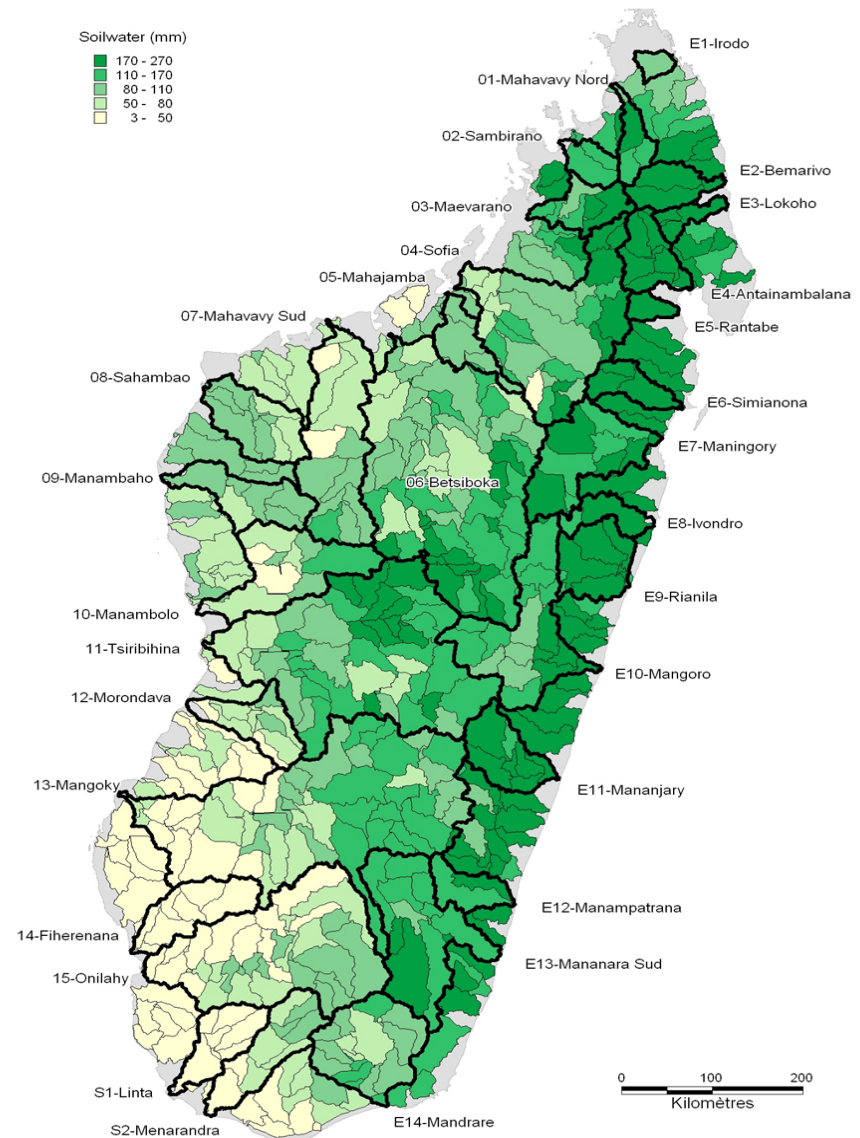 Soilwater (mm)
170 - 270
110 - 170
80 - 110
50 - 80
3 - 50
E1-Irodo
01-Mahavavy Nord
02-Sambirano
E2-Bemarivo
E3-Lokoho
03-Maevarano
04-Sofia
05-Mahajamba
E4-Antainambalana
07-Mahavavy Sud
E5-Rantabe
08-Sahambao
E6-Simianona
E7-Maningory
09-Manambaho
06-Betsiboka
E8-Ivondro
E9-Rianila
10-Manambolo
11-Tsiribihina
E10-Mangoro
12-Morondava
13-Mangoky
E11-Mananjary
E12-Manampatrana
14-Fiherenana
E13-Mananara Sud
15-Onilahy
0 100 200
Kilomètres
S1-Linta
E14-Mandrare
S2-Menarandra